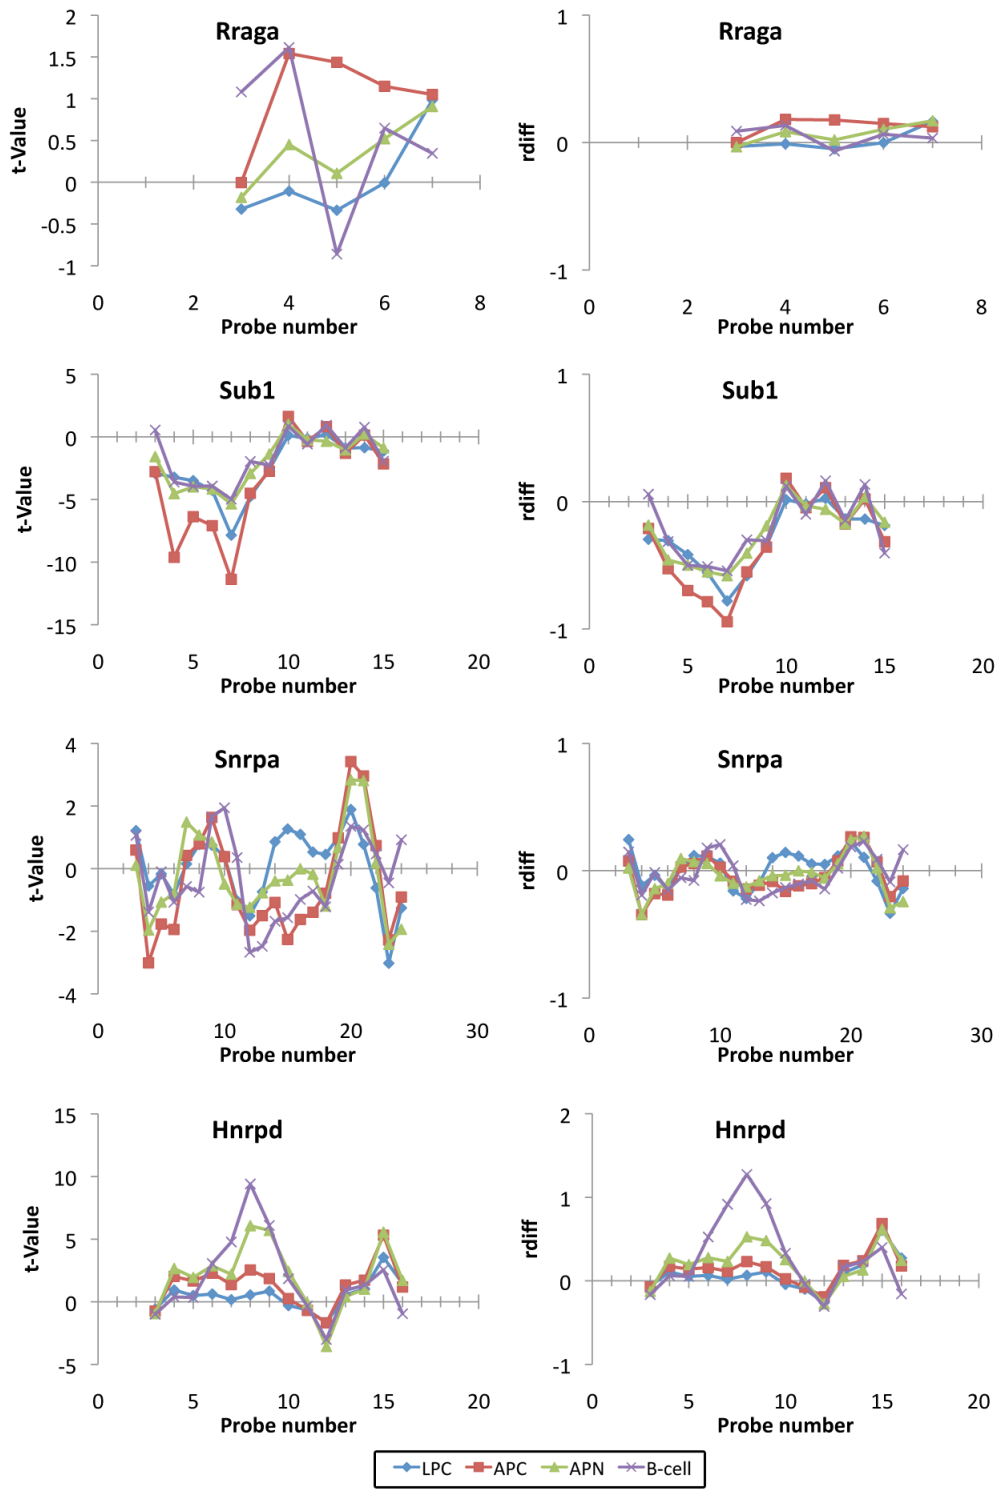 Rraga
t-Value
2
1.5
1
0.5
0
-0.5
-1
0 2 4 6 8
Probe number
Rraga
rdiff
1
0
-1
0 2 4 6 8
Probe number
Sub1
t-Value
5
0
-5
-10
-15
0 5 10 15 20
Probe number
Sub1
rdiff
1
0
-1
0 5 10 15 20
Probe number
Snrpa
t-Value
4
2
0
-2
-4
0 10 20 30
Probe number
Snrpa
rdiff
1
0
-1
0 10 20 30
Probe number
Hnrpd
t-Value
15
10
5
0
-5
0 5 10 15 20
Probe number
Hnrpd
rdiff
2
1
0
-1
0 5 10 15 20
Probe number
LPC APC APN B-cell